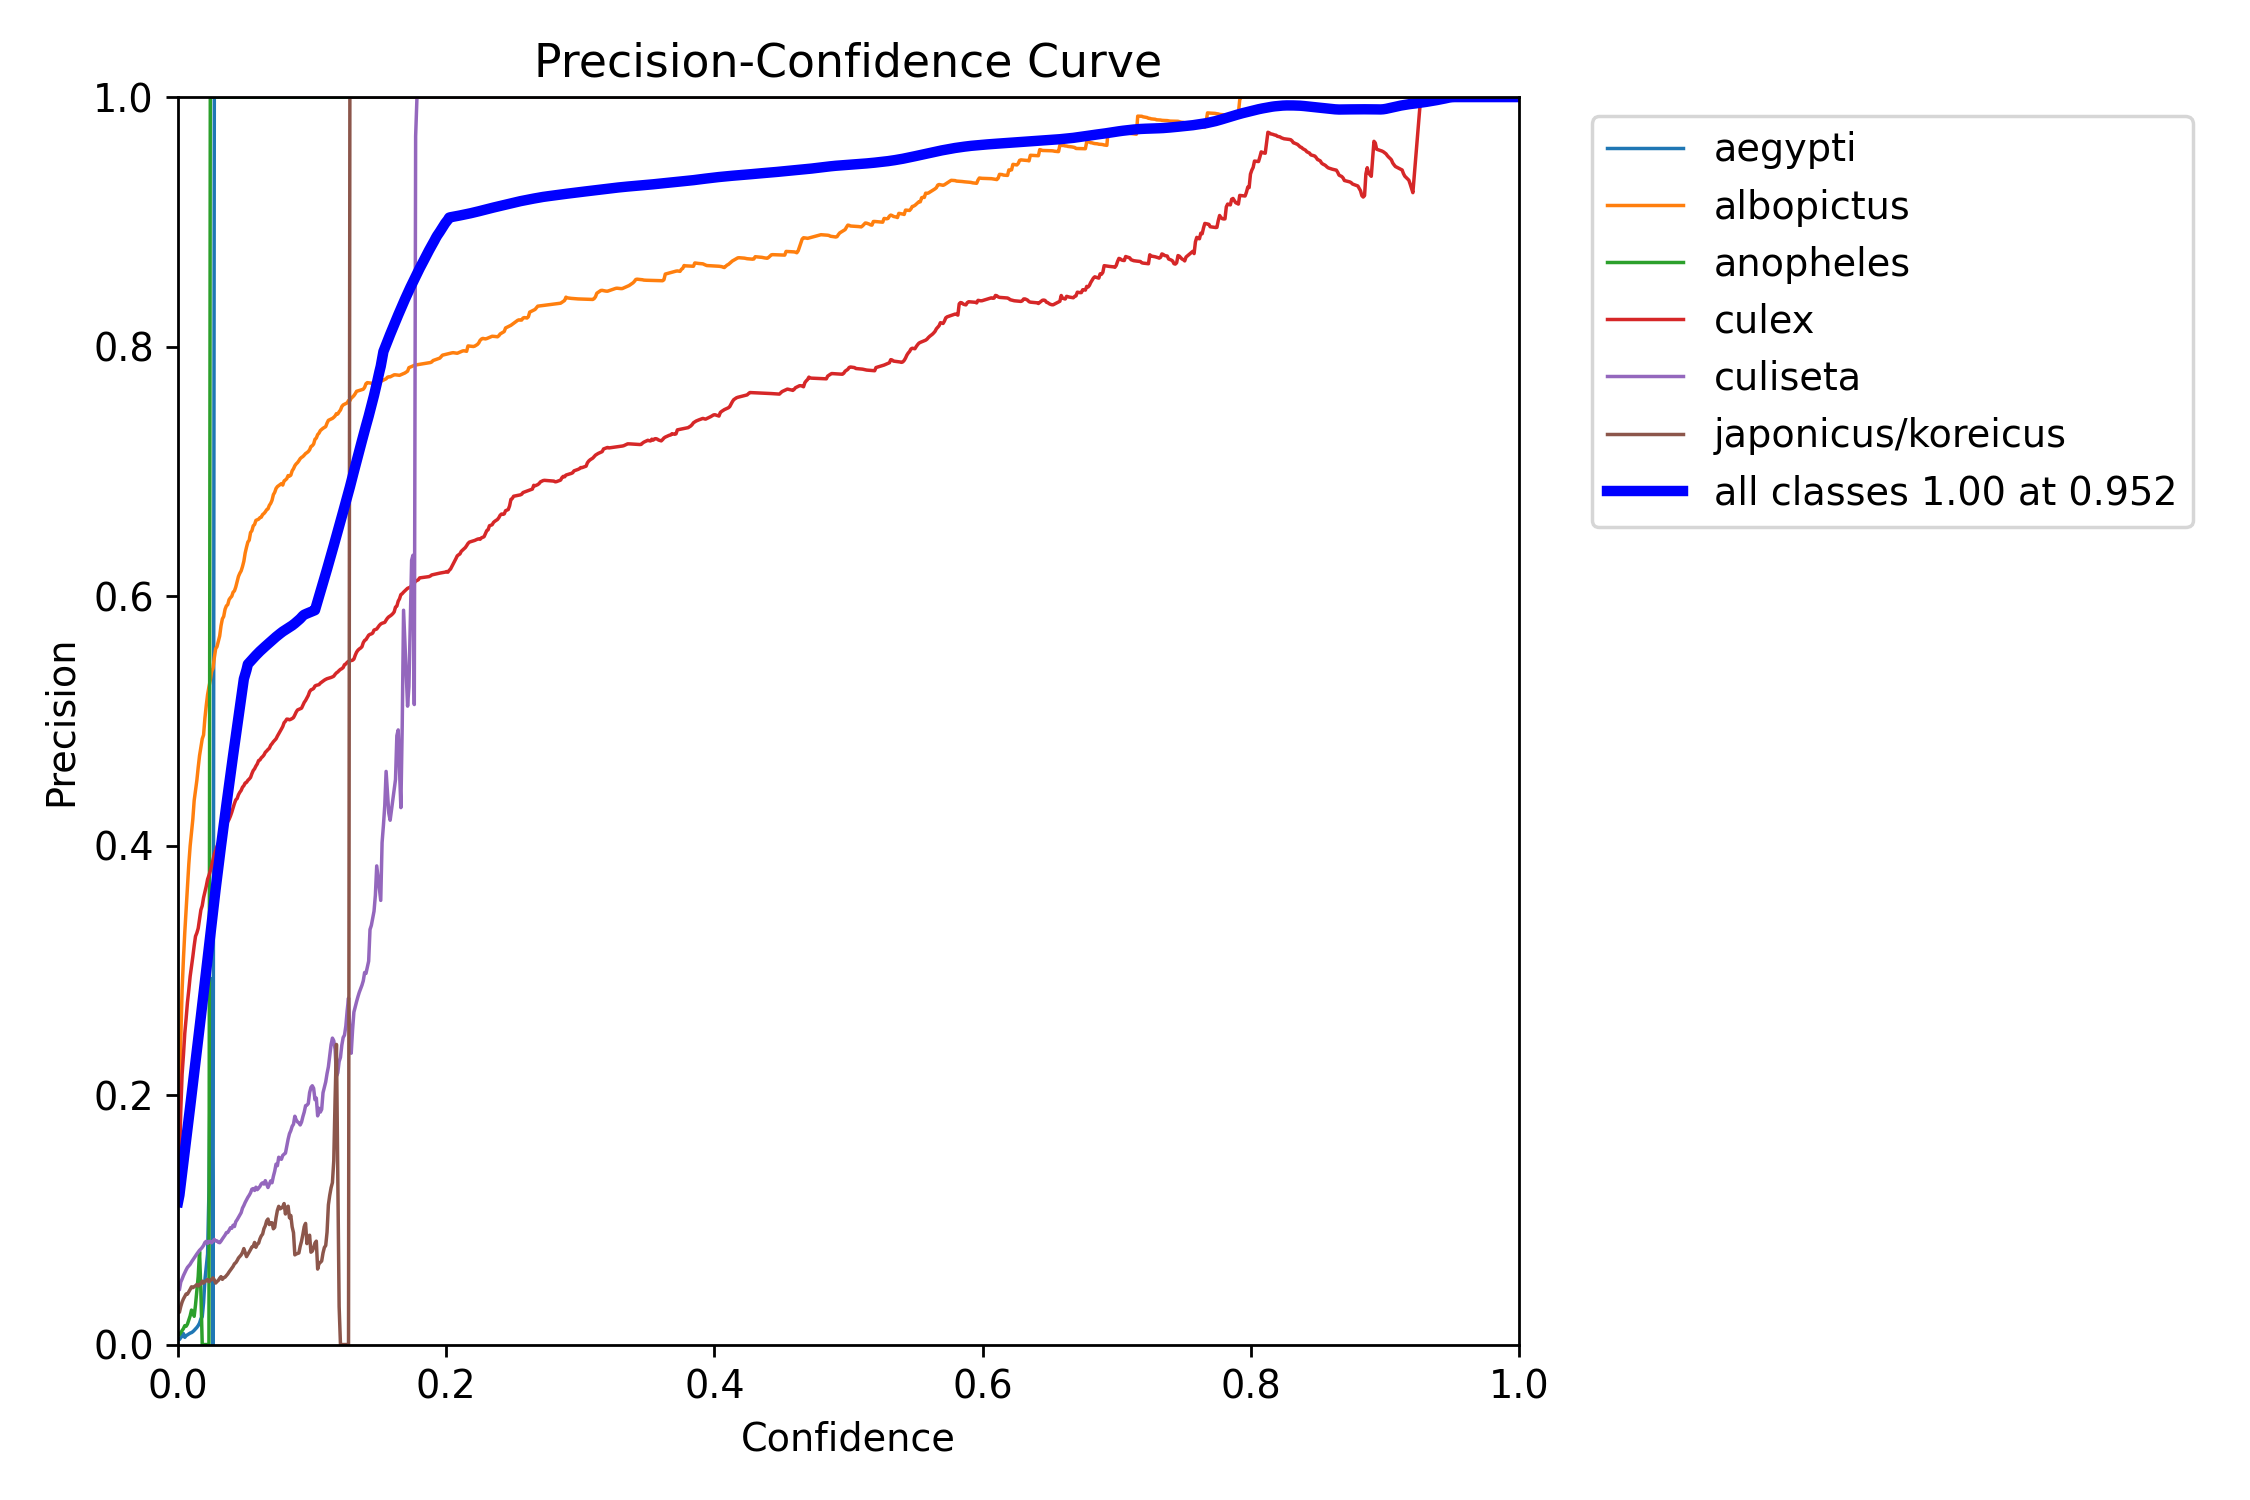 Precision-Confidence Curve
1.0
0.8
0.6
0.4
0.2
0.0
Precision
0.0 0.2 0.4 0.6 0.8 1.0
Confidence
aegypti
albopictus
anopheles
culex
culiseta
japonicus/koreicus
all classes 1.00 at 0.952